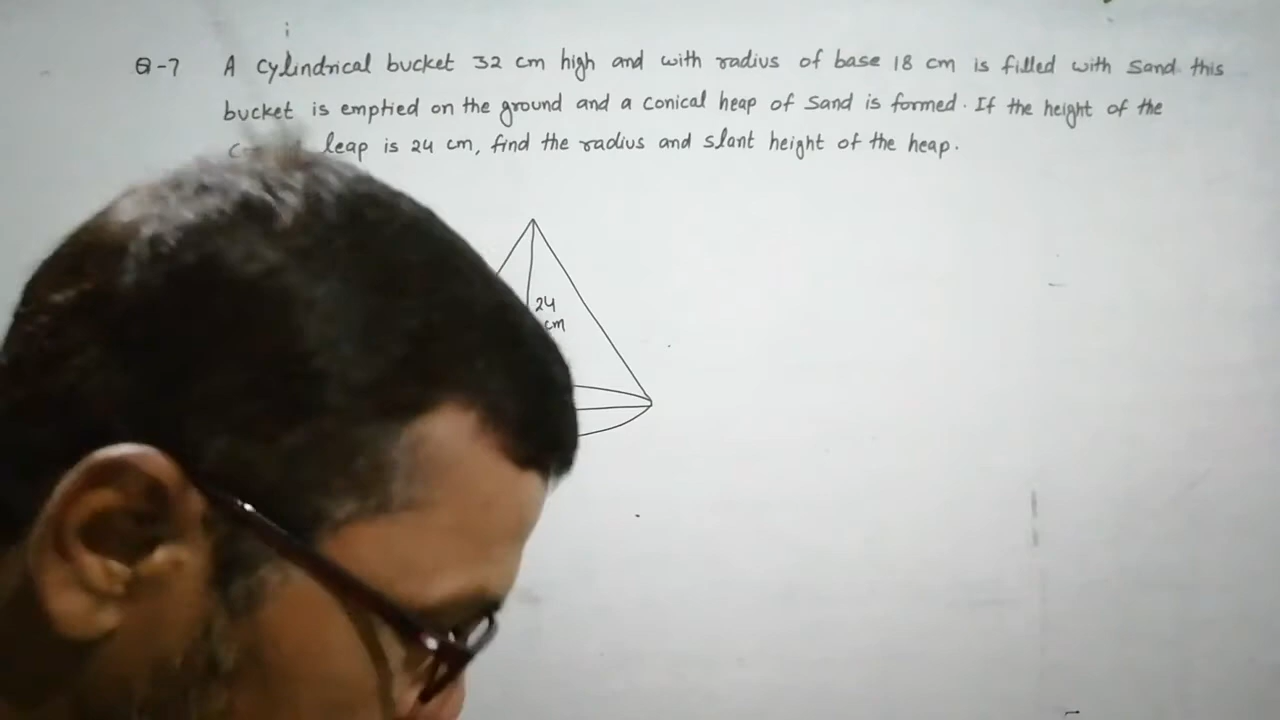 Q-7 A cylindrical bucket 32 cm high and with radius of base 18 cm is filled with sand. this
bucket is emptied on the ground and a conical heap of sand is formed. If the height of the
leap is 24 cm, find the radius and slant height of the heap.
24
cm